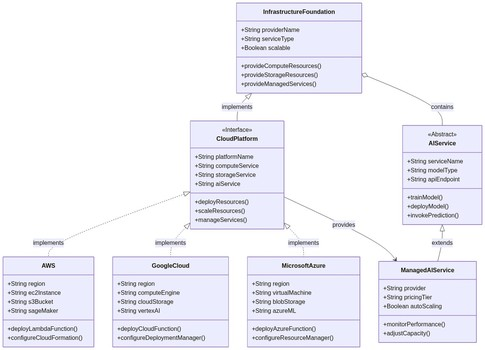 InfrastructureFoundation
+String providerName
+String serviceType
+Boolean scalable
+provideComputeResources()
+provideStorageResources()
+provideManagedServices()
implements
contains
«Interface»
CloudPlatform
+String platformName
+String computeService
+String storageService
+String aiService
+deployResources()
+scaleResources()
+manageServices()
«Abstract»
AIService
+String serviceName
+String modelType
+String apiEndpoint
+trainModel()
+deployModel()
+invokePrediction()
provides
implements
implements
implements
extends
AWS
+String region
+String ec2Instance
+String s3Bucket
+String sageMaker
+deployLambdaFunction()
+configureCloudFormation()
GoogleCloud
+String region
+String computeEngine
+String cloudStorage
+String vertexAI
+deployCloudFunction()
+configureDeploymentManager()
MicrosoftAzure
+String region
+String virtualMachine
+String blobStorage
+String azureML
+deployAzureFunction()
+configureResourceManager()
ManagedAIService
+String provider
+String pricingTier
+Boolean autoScaling
+monitorPerformance()
+adjustCapacity()